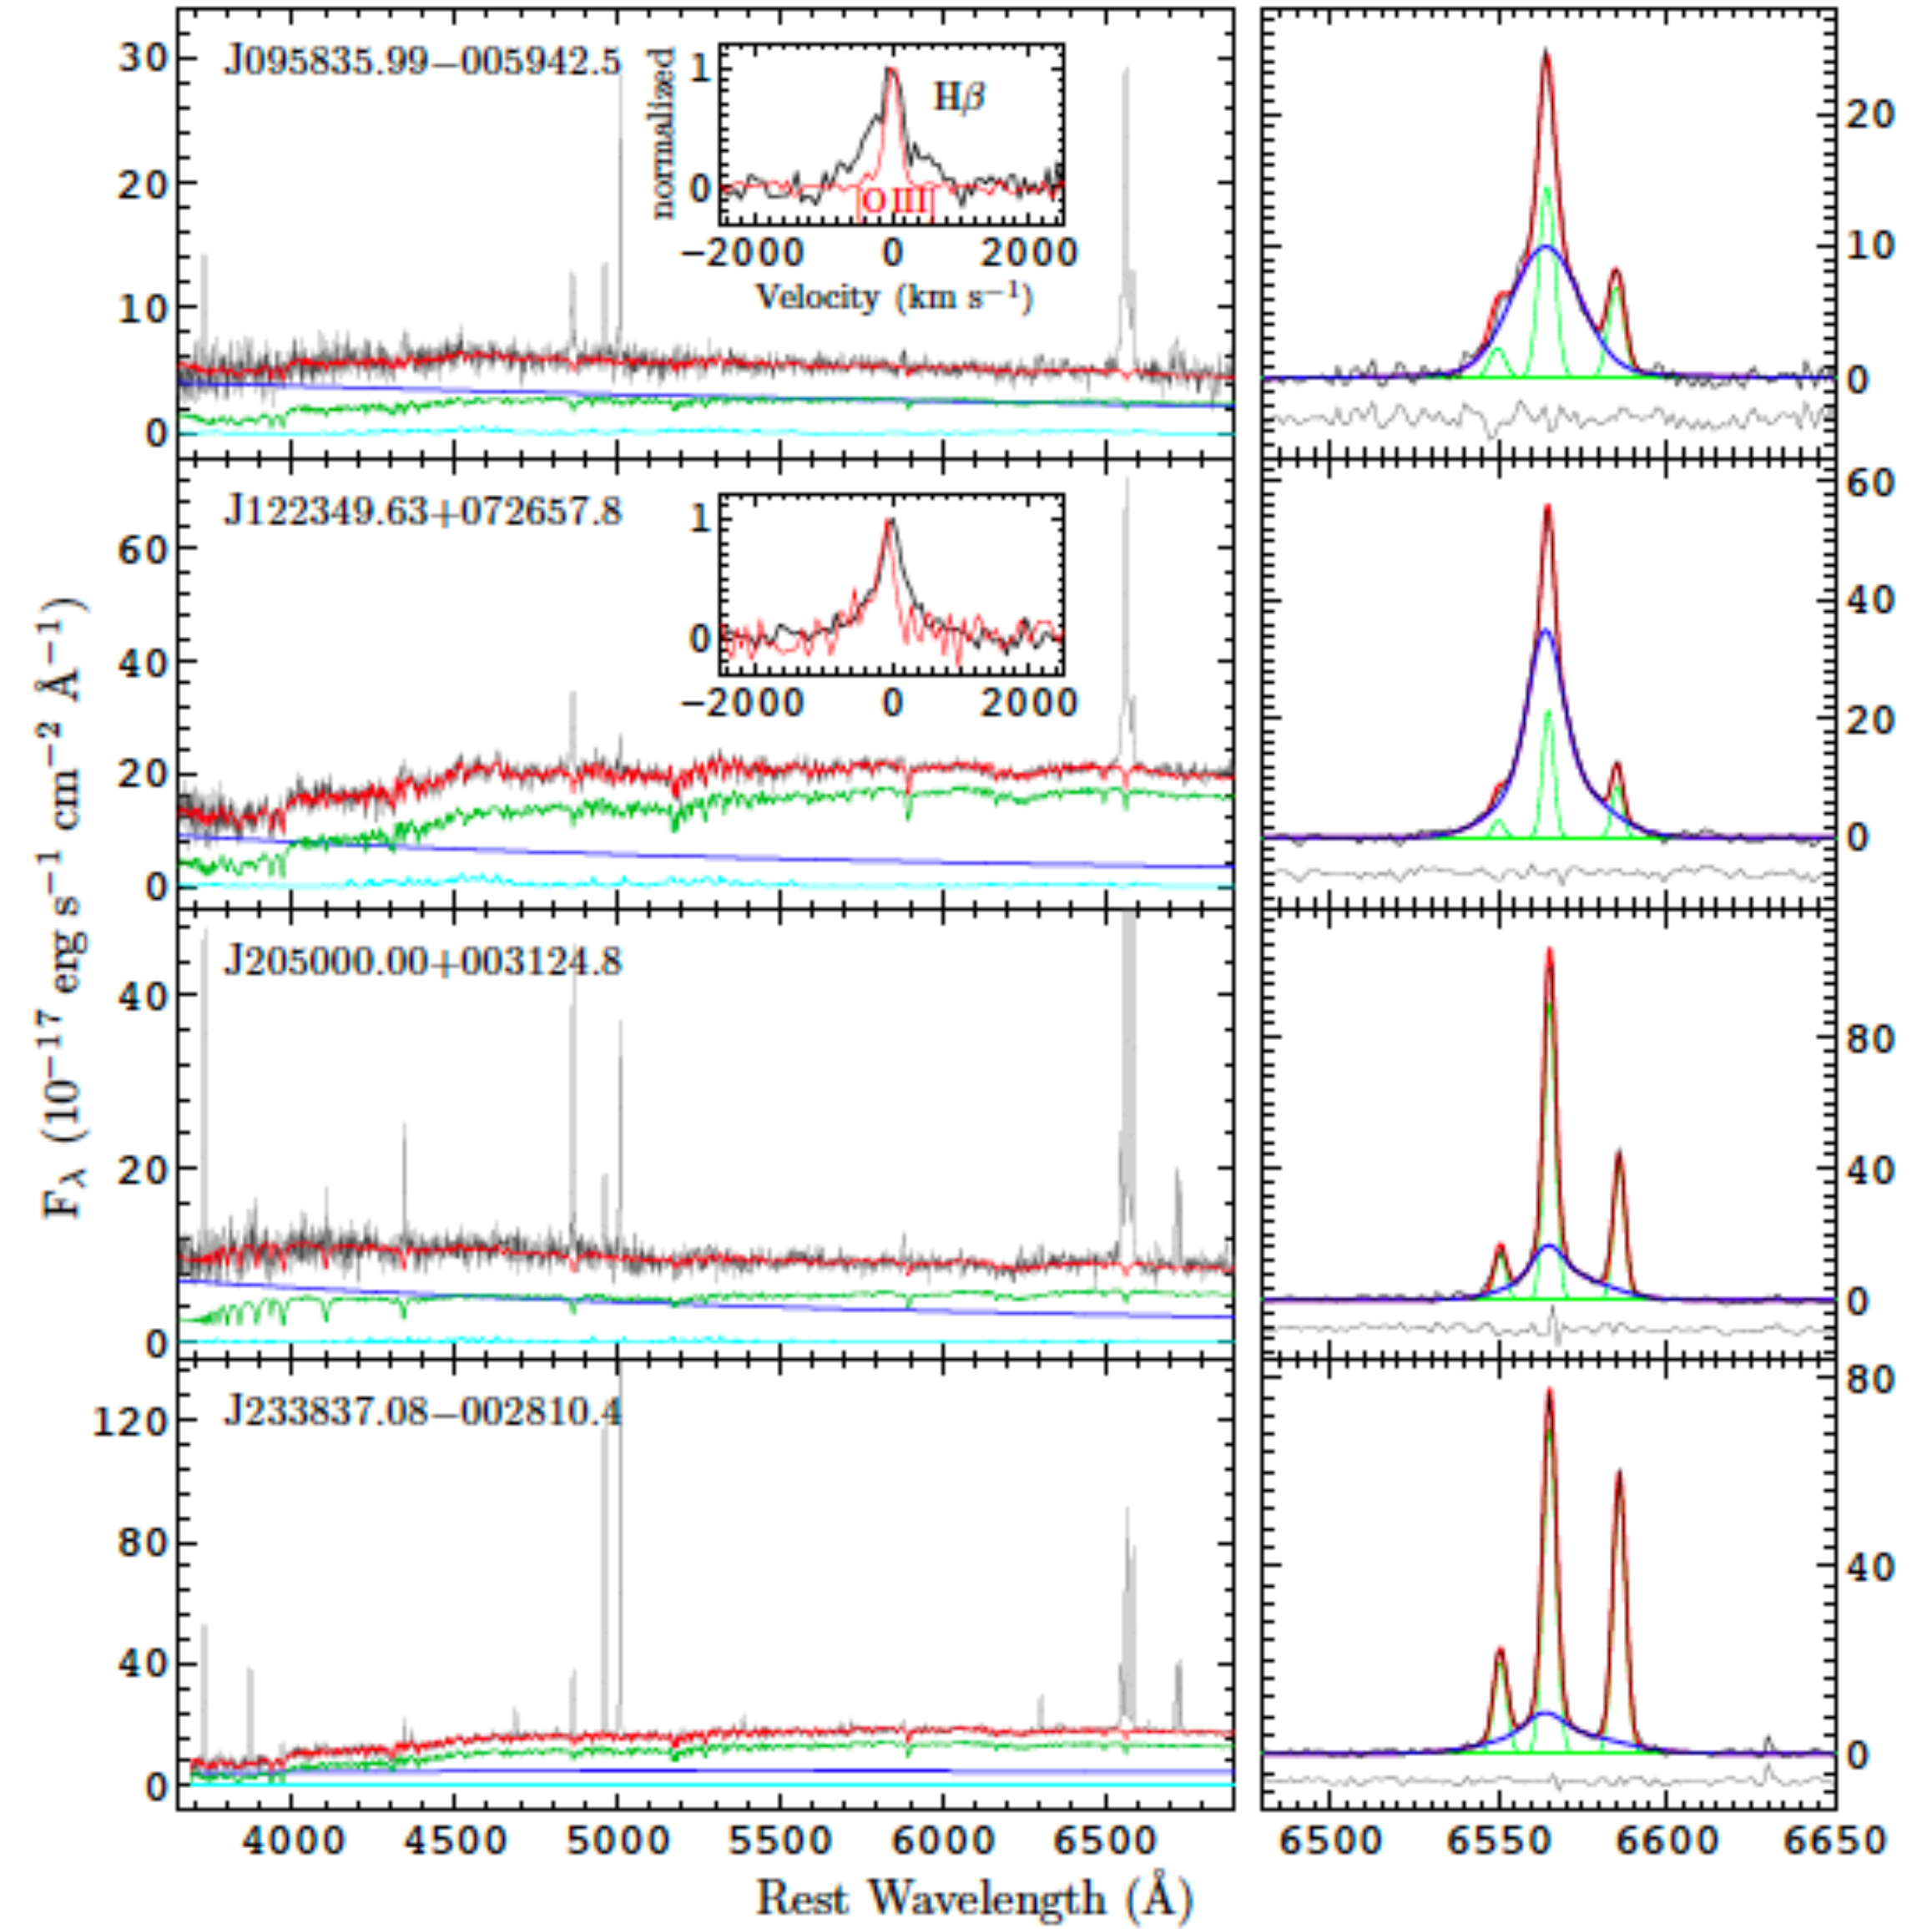 J095835.99−005942.5
30
20
10
0
normalized
1
0
Hβ
[O III]
−2000 0 2000
Velocity (km s−1)
20
10
0
J122349.63+072657.8
60
40
20
0
1
0
−2000 0 2000
60
40
20
0
J205000.00+003124.8
40
20
0
80
40
0
J233837.08−002810.4
120
80
40
0
80
40
0
Fλ (10−17 erg s−1 cm−2 Å−1)
4000 4500 5000 5500 6000 6500
6500 6550 6600 6650
Rest Wavelength (Å)